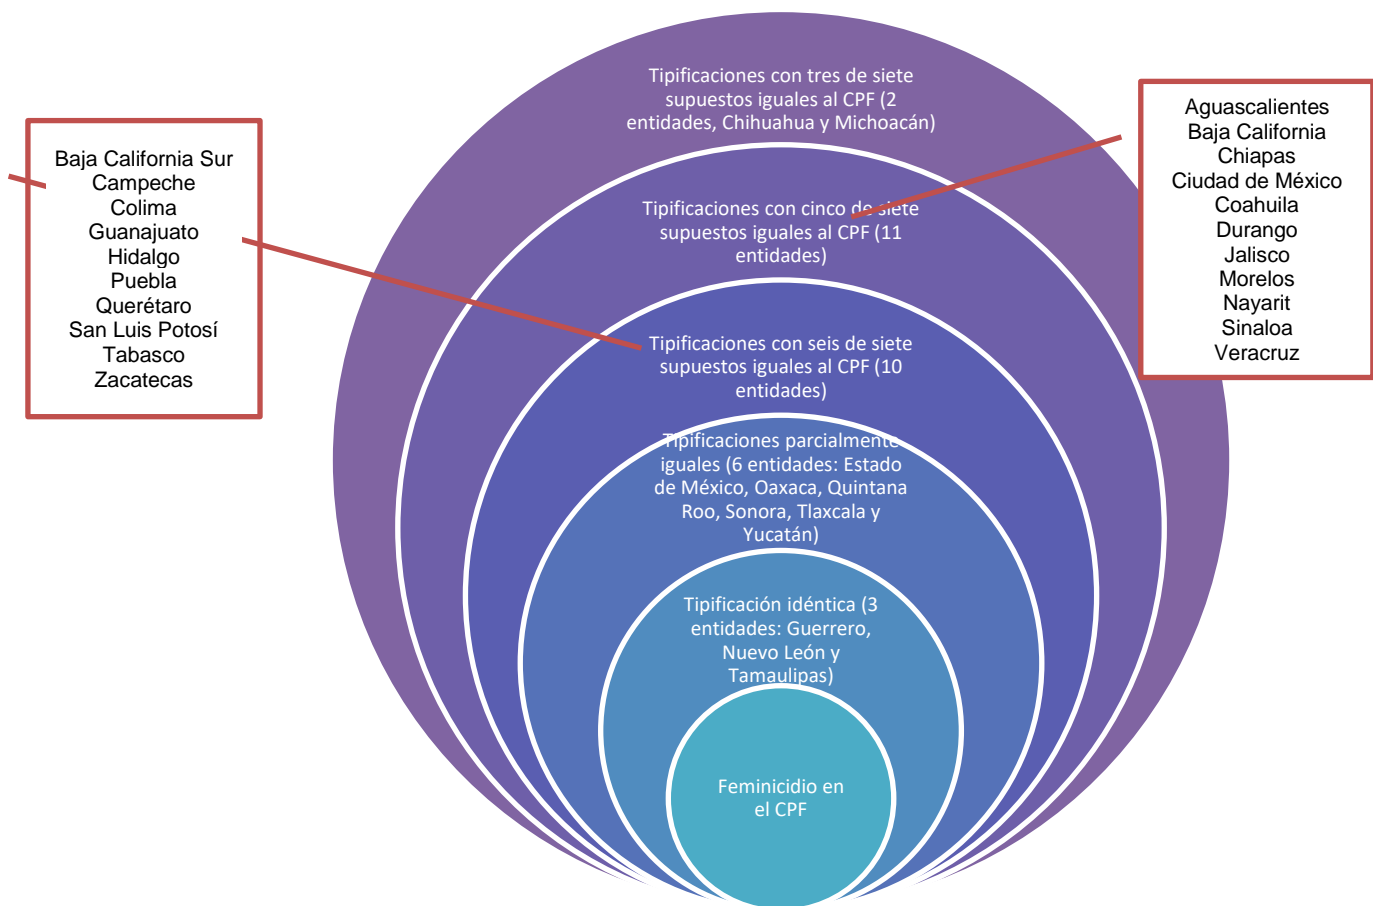 Tipificaciones con tres de siete
supuestos iguales al CPF (2
entidades, Chihuahua y Michoacán)
Baja California Sur
Campeche
Colima
Guanajuato
Hidalgo
Puebla
Querétaro
San Luis Potosí
Tabasco
Zacatecas
Aguascalientes
Baja California
Chiapas
Ciudad de México
Coahuila
Durango
Jalisco
Morelos
Nayarit
Sinaloa
Veracruz
Tipificaciones con cinco de siete
supuestos iguales al CPF (11
entidades)
Tipificaciones con seis de siete
supuestos iguales al CPF (10
entidades)
Tipificaciones parcialmente
iguales (6 entidades: Estado
de México, Oaxaca, Quintana
Roo, Sonora, Tlaxcala y
Yucatán)
Tipificación idéntica (3
entidades: Guerrero,
Nuevo León y
Tamaulipas)
Feminicidio en
el CPF